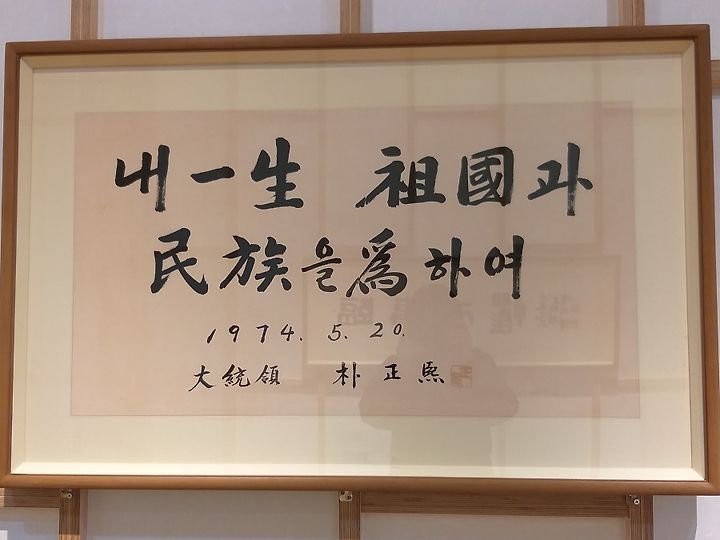 내 一生 祖國과
民族을 爲하여
1974. 5. 20.
大統領 朴正熙